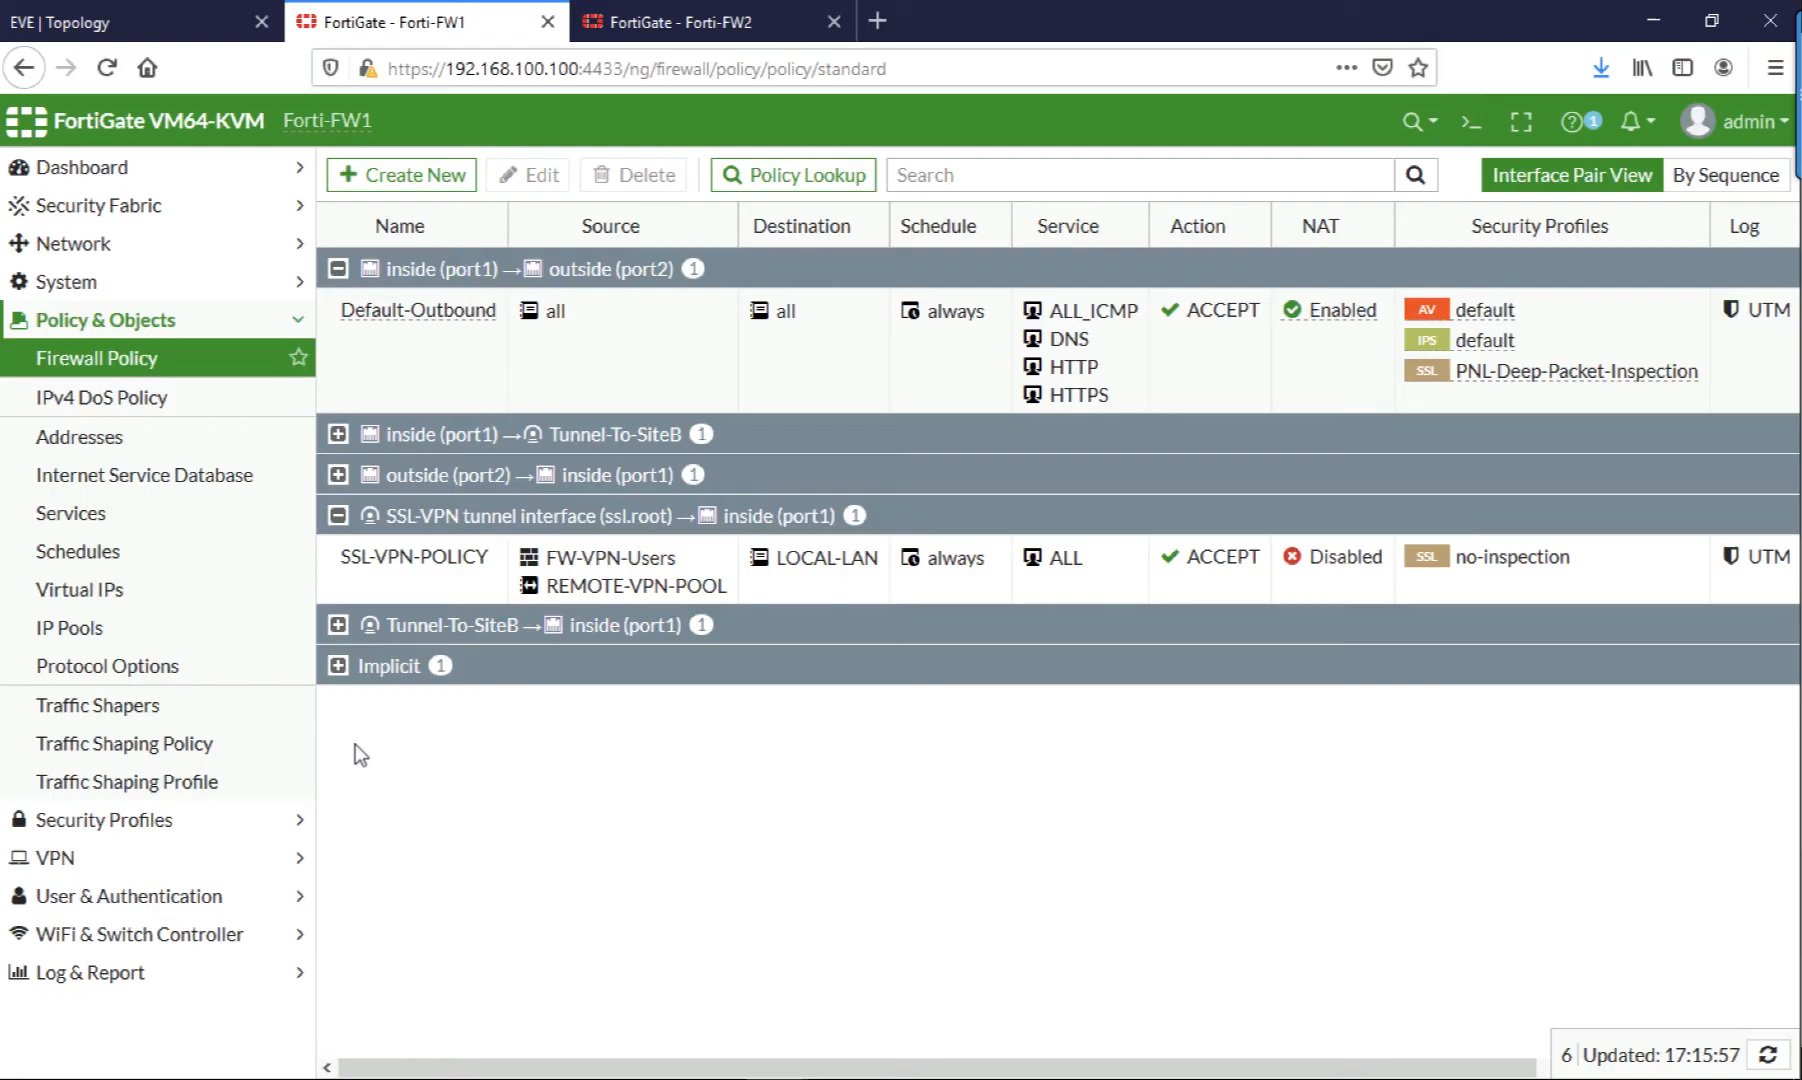 EVE | Topology
FortiGate - Forti-FW1
FortiGate - Forti-FW2
https://192.168.100.100:4433/ng/firewall/policy/policy/standard
FortiGate VM64-KVM Forti-FW1
1
admin
Dashboard
Security Fabric
Network
System
Policy & Objects
Firewall Policy
IPv4 DoS Policy
Addresses
Internet Service Database
Services
Schedules
Virtual IPs
IP Pools
Protocol Options
Traffic Shapers
Traffic Shaping Policy
Traffic Shaping Profile
Security Profiles
VPN
User & Authentication
WiFi & Switch Controller
Log & Report
Create New Edit Delete Policy Lookup Search Interface Pair View By Sequence
Name Source Destination Schedule Service Action NAT Security Profiles Log
inside (port1) → outside (port2) 1
Default-Outbound all all always ALL_ICMP ACCEPT Enabled AV default UTM
DNS IPS default
HTTP SSL PNL-Deep-Packet-Inspection
HTTPS
inside (port1) → Tunnel-To-SiteB 1
outside (port2) → inside (port1) 1
SSL-VPN tunnel interface (ssl.root) → inside (port1) 1
SSL-VPN-POLICY FW-VPN-Users LOCAL-LAN always ALL ACCEPT Disabled SSL no-inspection UTM
REMOTE-VPN-POOL
Tunnel-To-SiteB → inside (port1) 1
Implicit 1
6 Updated: 17:15:57